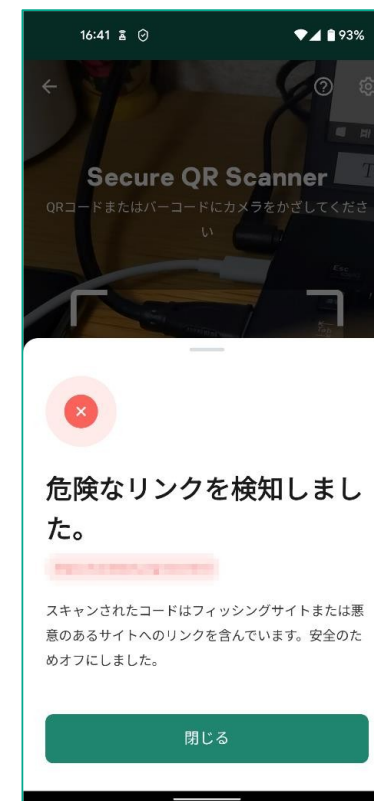 16:41
93%
Secure QR Scanner
QRコードまたはバーコードにカメラをかざしてくださ
い
危険なリンクを検知しまし
た。
スキャンされたコードはフィッシングサイトまたは悪
意のあるサイトへのリンクを含んでいます。安全のた
めオフにしました。
閉じる